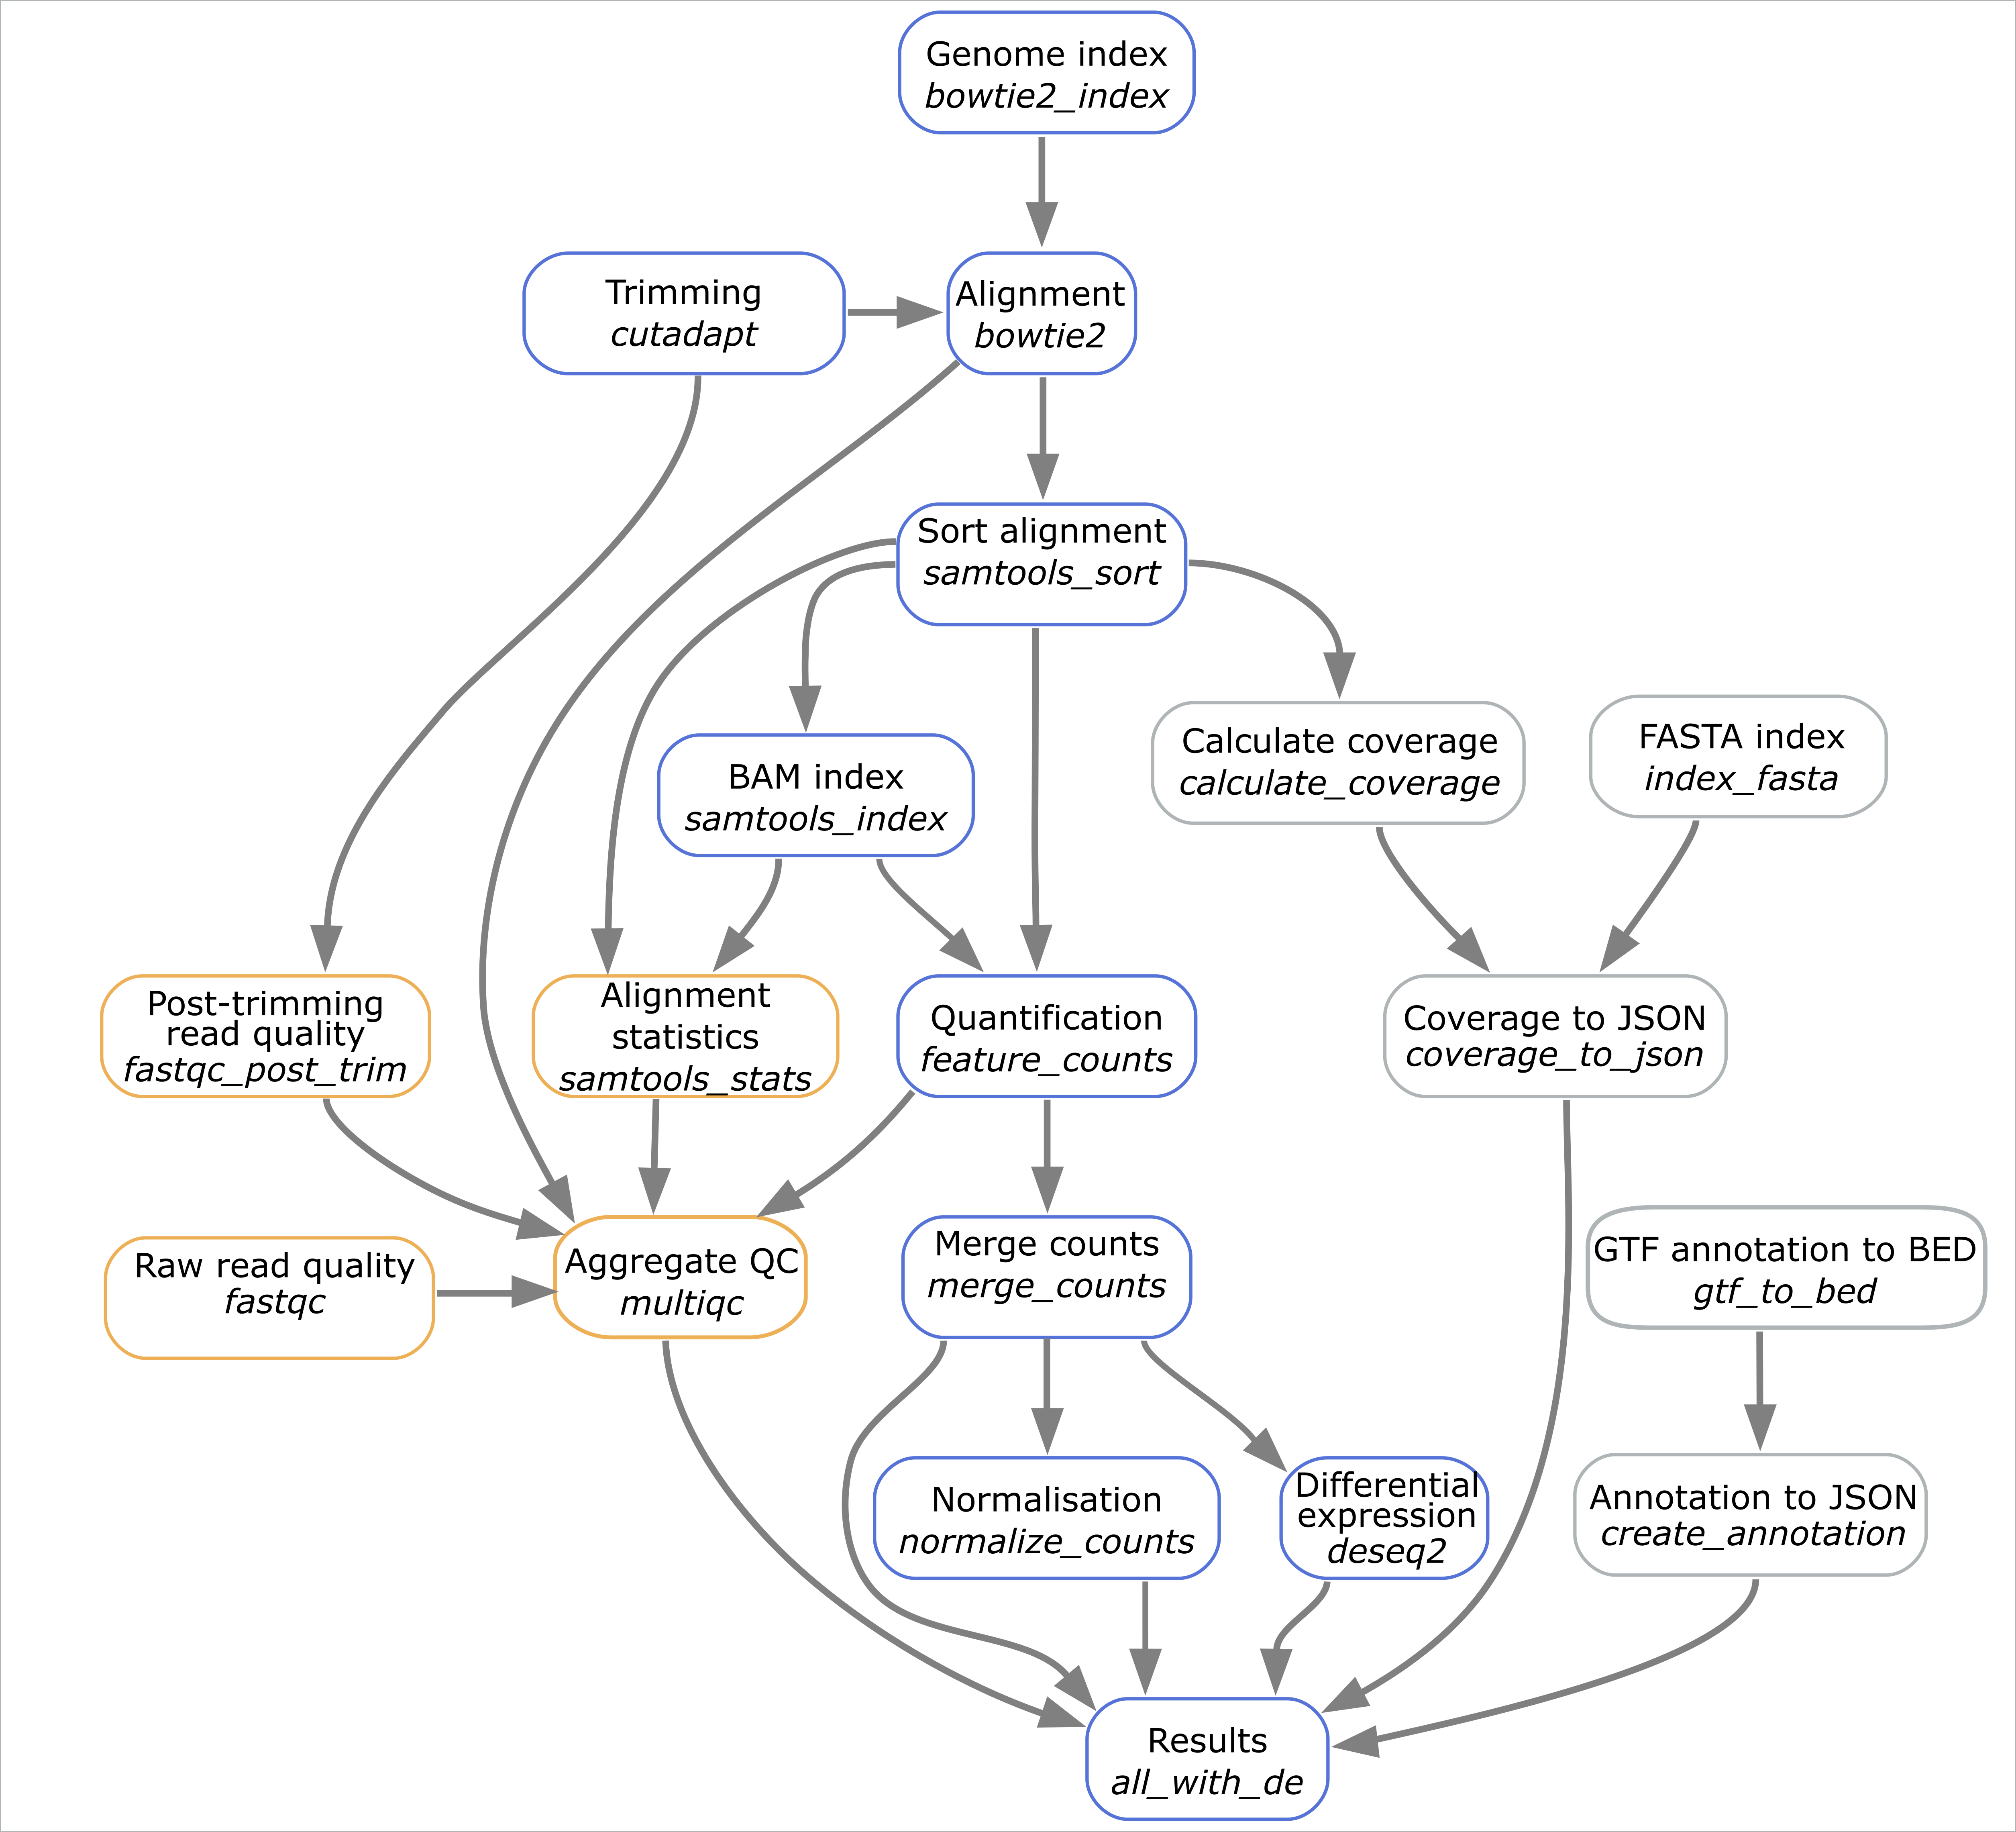 Genome index
bowtie2_index
Trimming
cutadapt
Alignment
bowtie2
Sort alignment
samtools_sort
BAM index
samtools_index
Calculate coverage
calculate_coverage
FASTA index
index_fasta
Post-trimming
read quality
fastqc_post_trim
Alignment
statistics
samtools_stats
Quantification
feature_counts
Coverage to JSON
coverage_to_json
Raw read quality
fastqc
Aggregate QC
multiqc
Merge counts
merge_counts
GTF annotation to BED
gtf_to_bed
Normalisation
normalize_counts
Differential
expression
deseq2
Annotation to JSON
create_annotation
Results
all_with_de